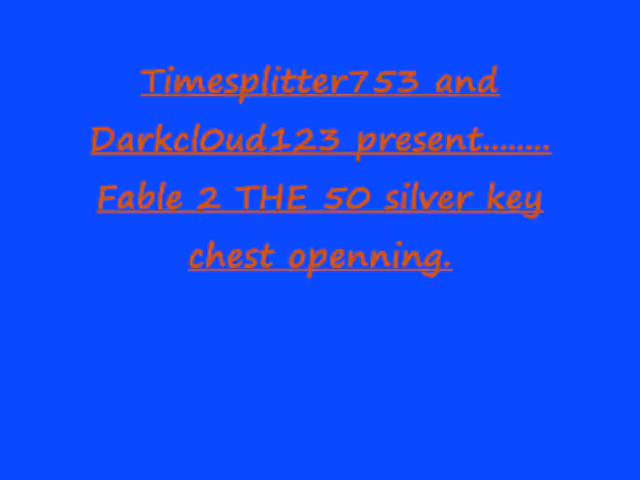 Timesplitter753 and
Darkcl0ud123 present........
Fable 2 THE 50 silver key
chest openning.